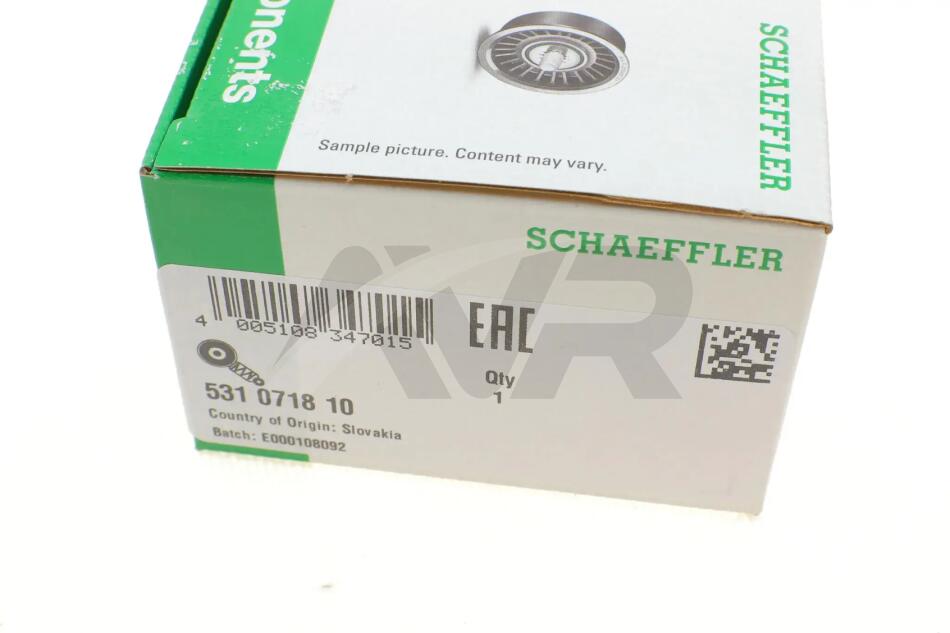 onents
SCHAEFFLER
Sample picture. Content may vary.
SCHAEFFLER
4 005108 347015
EAC
Qty
1
531 0718 10
Country of Origin: Slovakia
Batch: E000108092
AVR